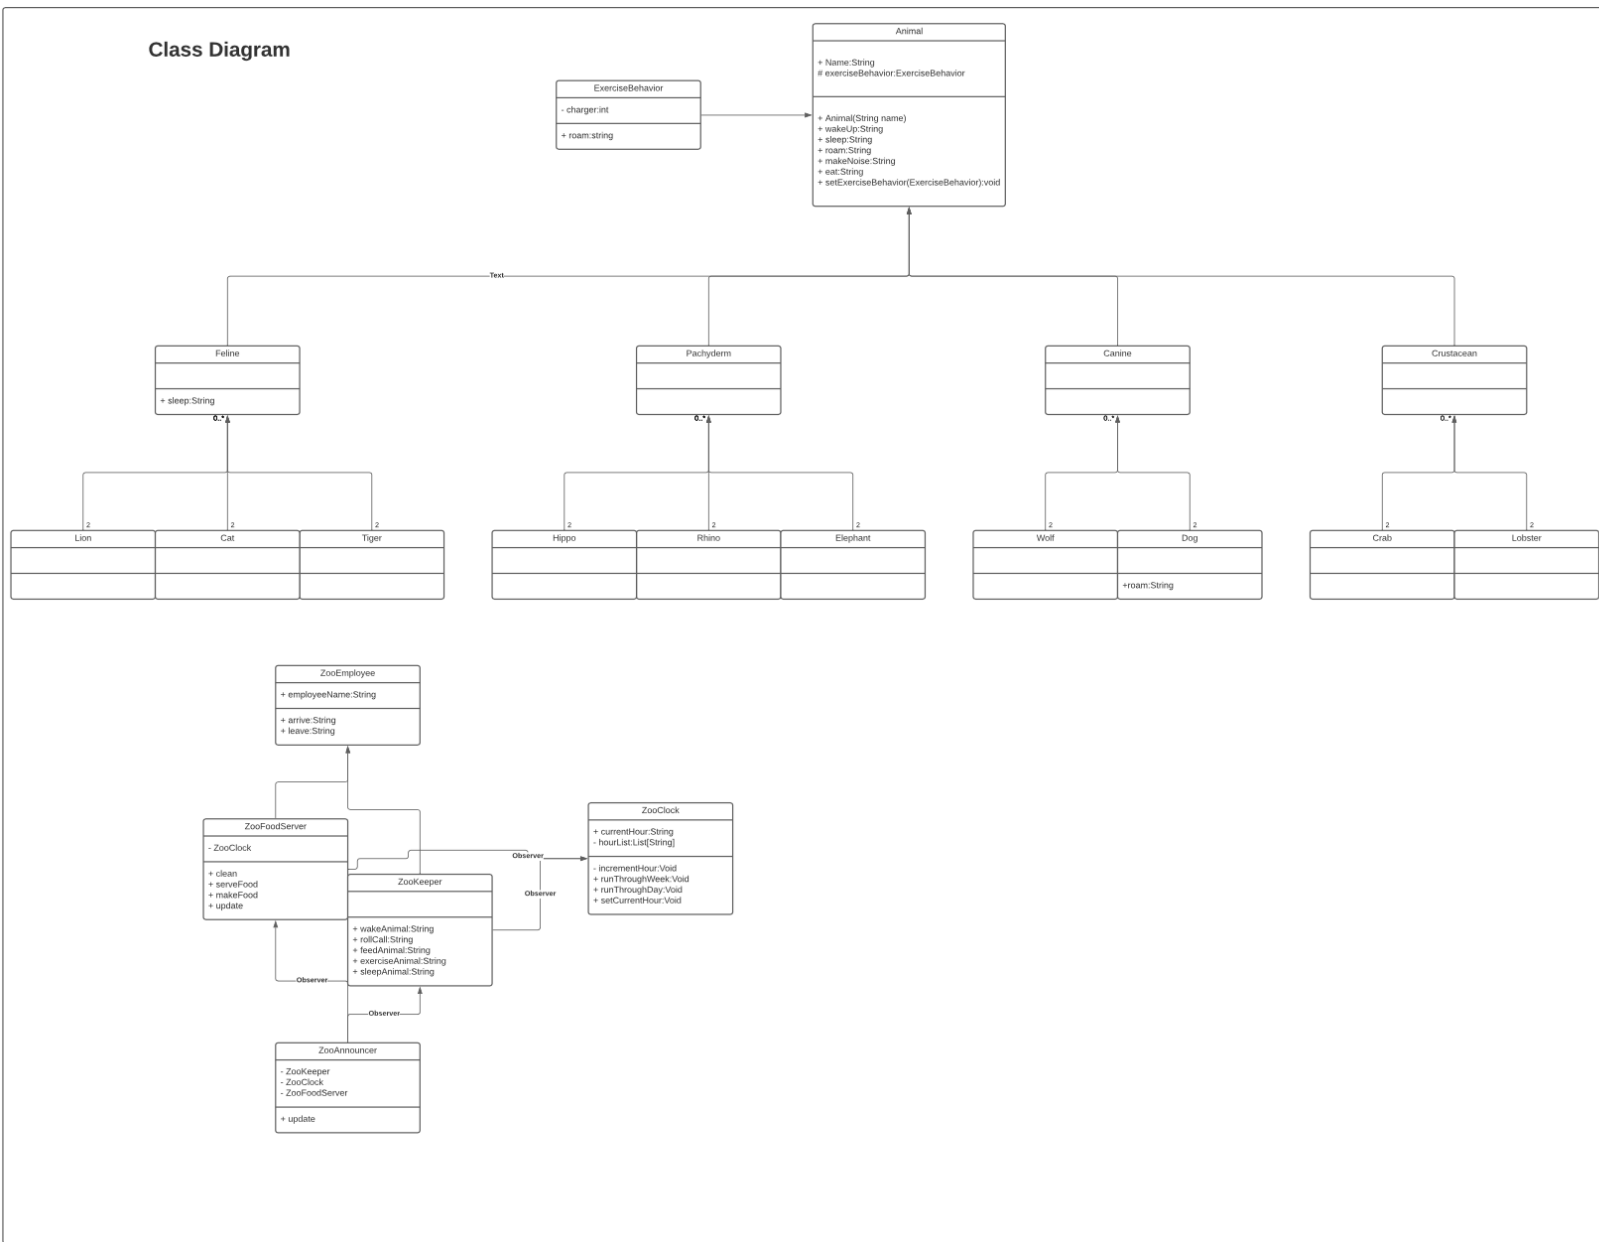 Class Diagram
Animal
+ Name:String
# exerciseBehavior:ExerciseBehavior
+ Animal(String name)
+ wakeUp:String
+ sleep:String
+ roam:String
+ makeNoise:String
+ eat:String
+ setExerciseBehavior(ExerciseBehavior):void
ExerciseBehavior
- charger:int
+ roam:string
Text
Feline
+ sleep:String
0..*
Pachyderm
0..*
Canine
0..*
Crustacean
0..*
2
Lion
2
Cat
2
Tiger
2
Hippo
2
Rhino
2
Elephant
2
Wolf
2
Dog
+roam:String
2
Crab
2
Lobster
ZooEmployee
+ employeeName:String
+ arrive:String
+ leave:String
ZooFoodServer
- ZooClock
+ clean
+ serveFood
+ makeFood
+ update
ZooKeeper
+ wakeAnimal:String
+ rollCall:String
+ feedAnimal:String
+ exerciseAnimal:String
+ sleepAnimal:String
Observer
Observer
ZooClock
+ currentHour:String
- hourList:List[String]
- incrementHour:Void
+ runThroughWeek:Void
+ runThroughDay:Void
+ setCurrentHour:Void
Observer
Observer
ZooAnnouncer
- ZooKeeper
- ZooClock
- ZooFoodServer
+ update